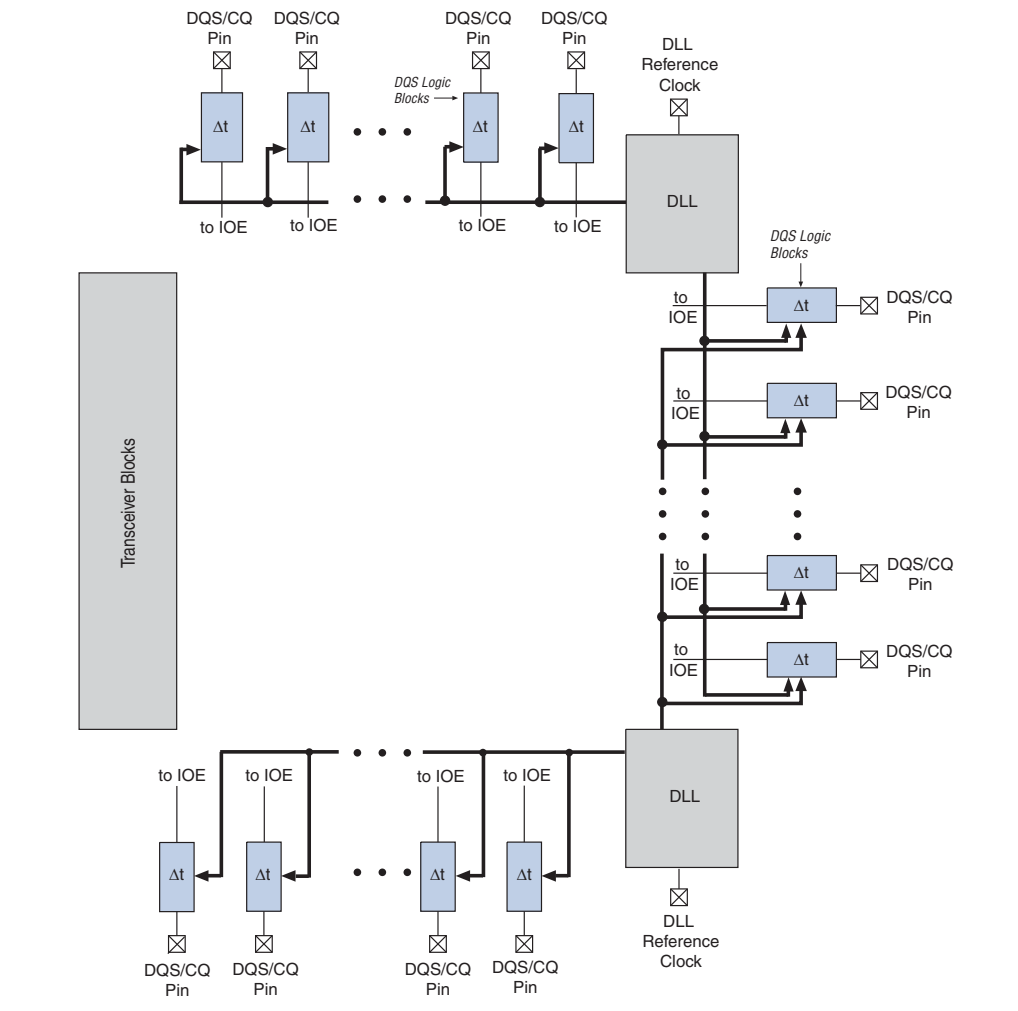 DQS/CQ
Pin
DQS/CQ
Pin
DQS/CQ
Pin
DQS/CQ
Pin
DLL
Reference
Clock
DQS Logic
Blocks
Δt
Δt
Δt
Δt
DLL
to IOE
to IOE
to IOE
to IOE
DQS Logic
Blocks
to
IOE
Δt
DQS/CQ
Pin
to
IOE
Δt
DQS/CQ
Pin
Transceiver Blocks
to
IOE
Δt
DQS/CQ
Pin
to
IOE
Δt
DQS/CQ
Pin
to IOE
to IOE
to IOE
to IOE
DLL
Δt
Δt
Δt
Δt
DQS/CQ
Pin
DQS/CQ
Pin
DQS/CQ
Pin
DQS/CQ
Pin
DLL
Reference
Clock